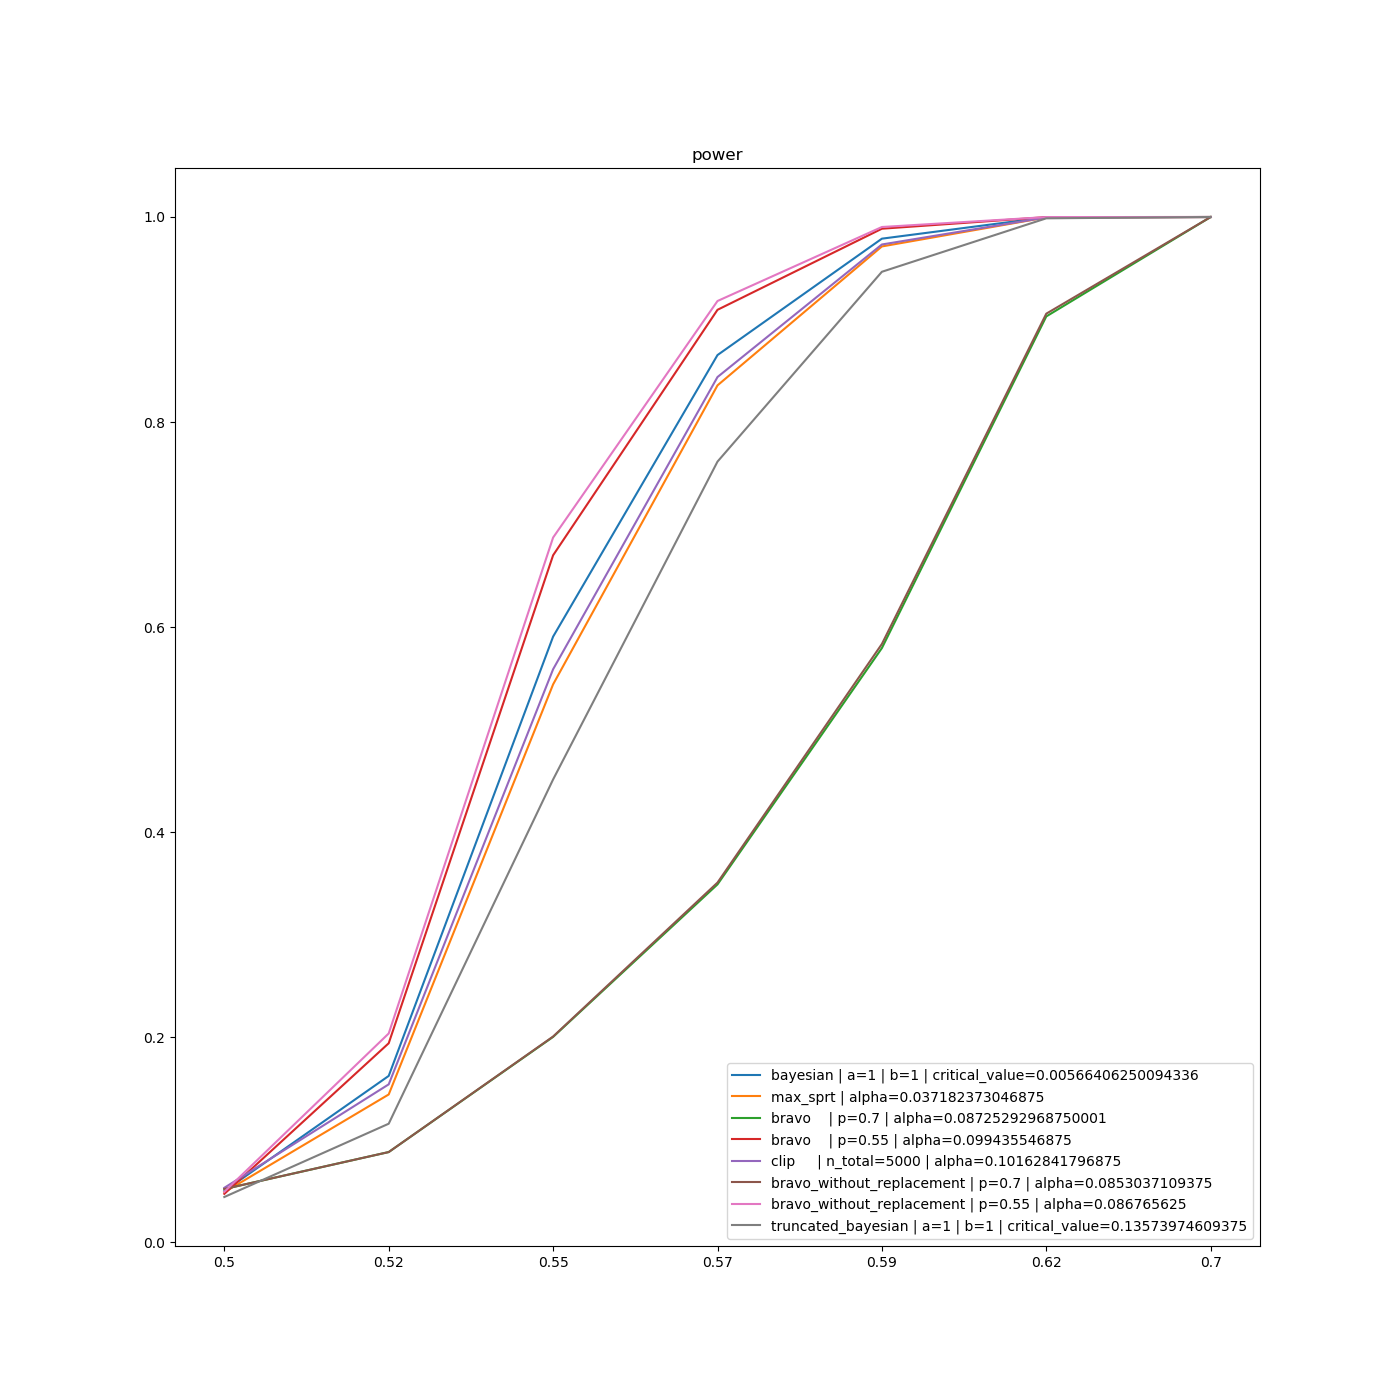 power
1.0
0.8
0.6
0.4
0.2
0.0
bayesian | a=1 | b=1 | critical_value=0.00566406250094336
max_sprt | alpha=0.037182373046875
bravo    | p=0.7 | alpha=0.08725292968750001
bravo    | p=0.55 | alpha=0.099435546875
clip     | n_total=5000 | alpha=0.10162841796875
bravo_without_replacement | p=0.7 | alpha=0.0853037109375
bravo_without_replacement | p=0.55 | alpha=0.086765625
truncated_bayesian | a=1 | b=1 | critical_value=0.13573974609375
0.5 0.52 0.55 0.57 0.59 0.62 0.7